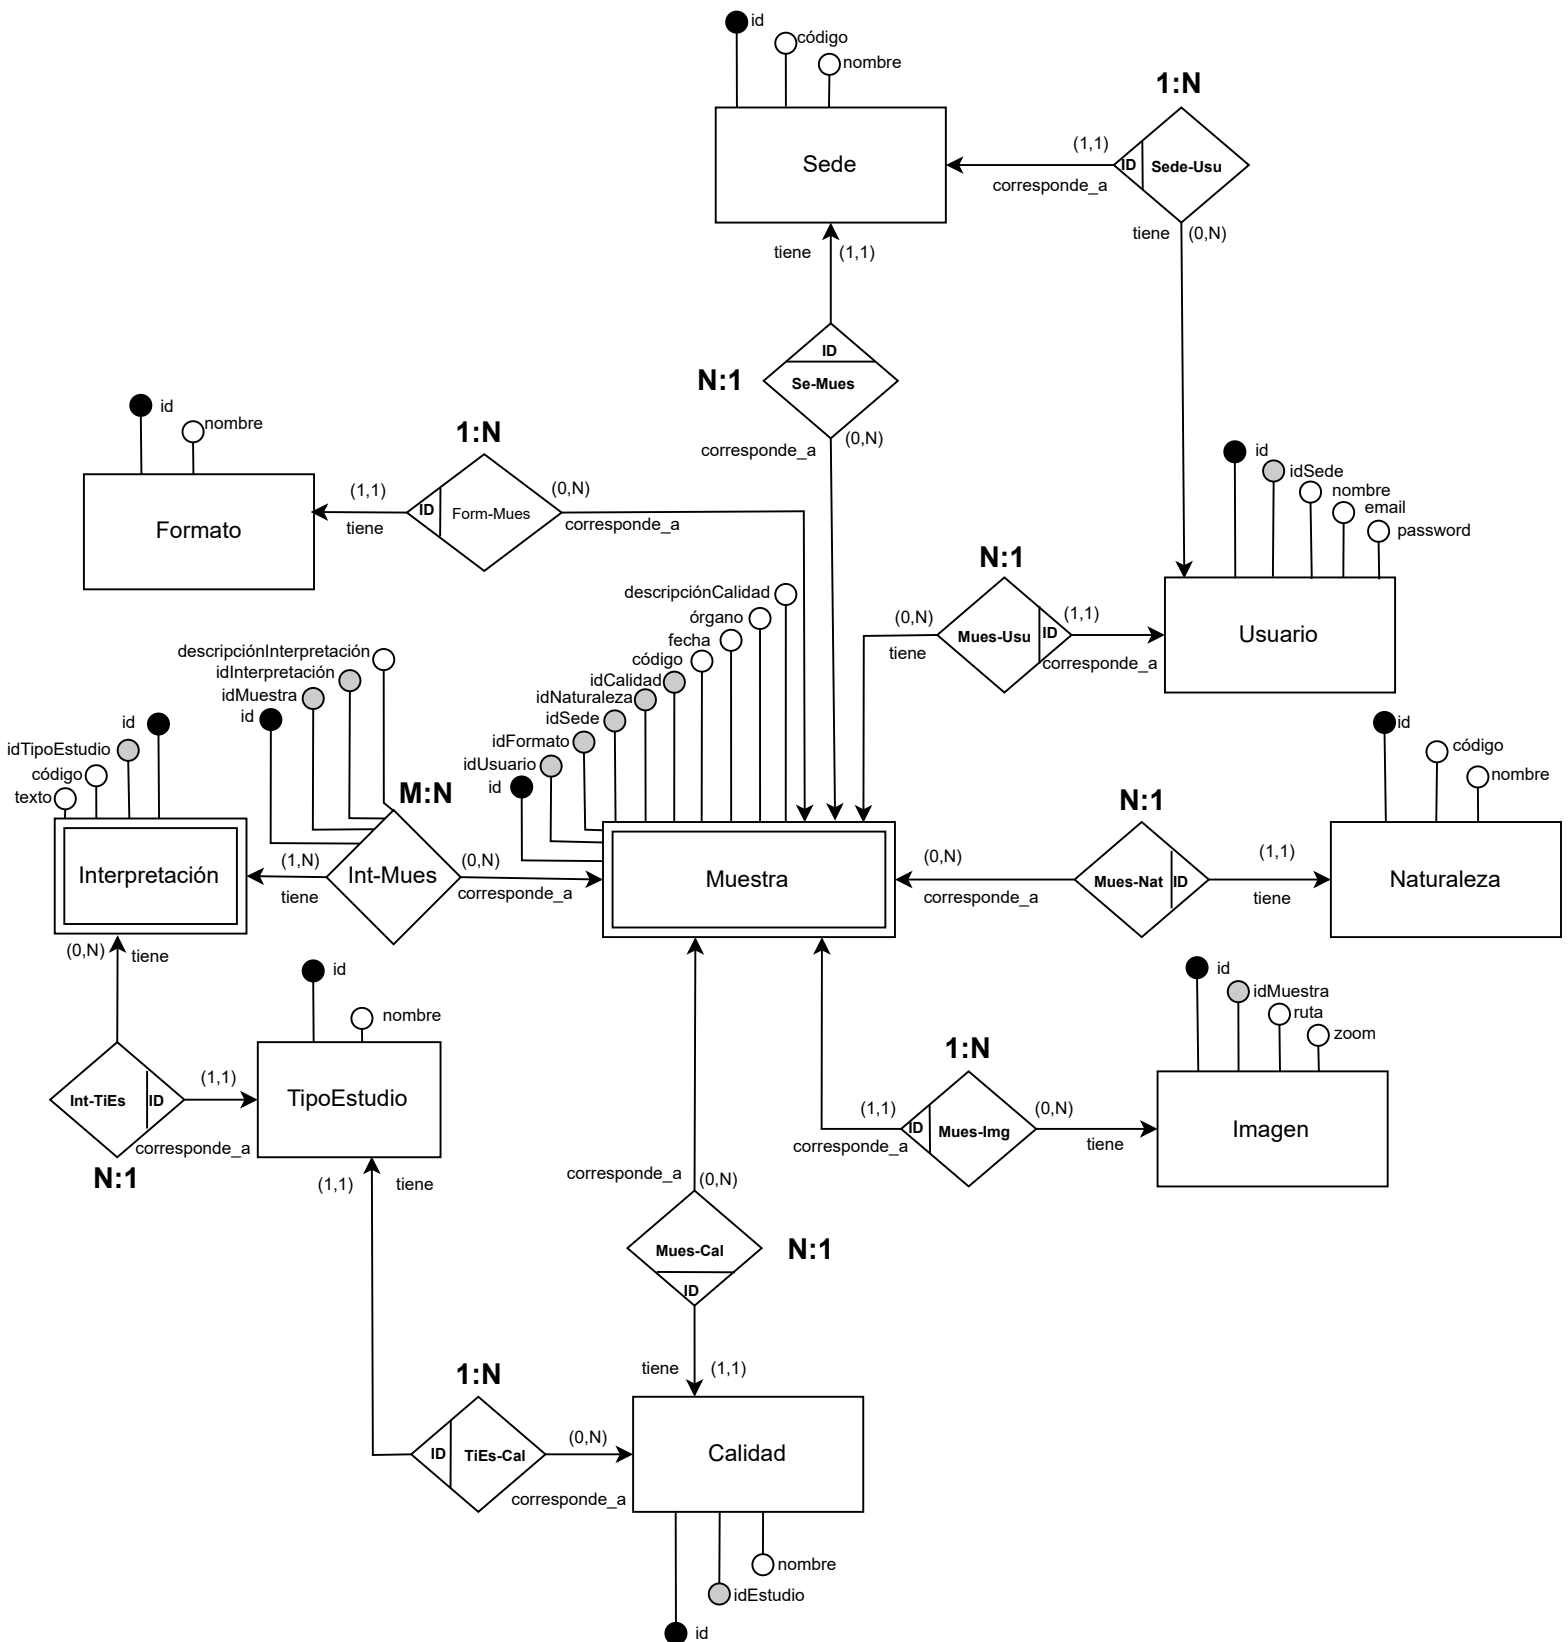 id
código
nombre
Sede
1:N
(1,1)
ID
Sede-Usu
corresponde_a
tiene
(0,N)
tiene
(1,1)
ID
N:1
Se-Mues
(0,N)
corresponde_a
id
nombre
1:N
(1,1)
(0,N)
ID
Form-Mues
Formato
tiene
corresponde_a
id
idSede
nombre
email
password
Usuario
N:1
(0,N)
(1,1)
Mues-Usu
ID
tiene
corresponde_a
descripciónCalidad
órgano
fecha
código
idCalidad
idNaturaleza
idSede
idFormato
idUsuario
id
descripciónInterpretación
idInterpretación
idMuestra
id
id
idTipoEstudio
código
texto
M:N
Interpretación
(1,N)
tiene
Int-Mues
(0,N)
corresponde_a
Muestra
id
código
nombre
N:1
(0,N)
(1,1)
Mues-Nat
ID
corresponde_a
tiene
Naturaleza
(0,N)
tiene
id
nombre
(1,1)
Int-TiEs
ID
TipoEstudio
corresponde_a
N:1
(1,1)
tiene
id
idMuestra
ruta
zoom
1:N
(1,1)
(0,N)
ID
Mues-Img
Imagen
corresponde_a
tiene
corresponde_a
(0,N)
Mues-Cal
N:1
ID
tiene
(1,1)
1:N
(0,N)
ID
TiEs-Cal
Calidad
corresponde_a
nombre
idEstudio
id